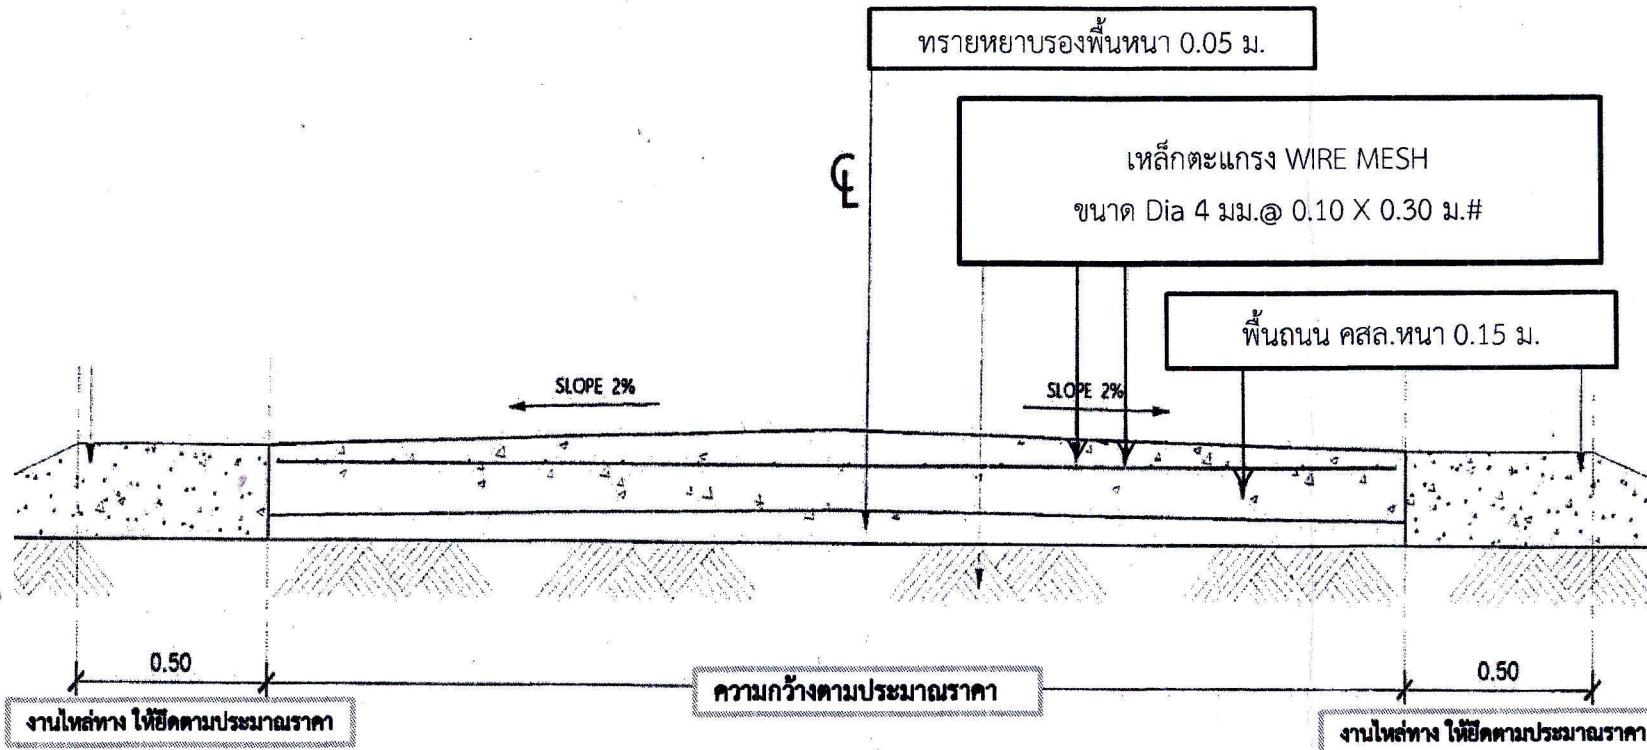 ทรายหยาบรองพื้นหนา 0.05 ม.
เหล็กตะแกรง WIRE MESH
ขนาด Dia 4 มม.@ 0.10 X 0.30 ม.#
℄
พื้นถนน คสล.หนา 0.15 ม.
SLOPE 2%
SLOPE 2%
0.50
ความกว้างตามประมาณราคา
0.50
งานไหล่ทาง ให้ยึดตามประมาณราคา
งานไหล่ทาง ให้ยึดตามประมาณราคา